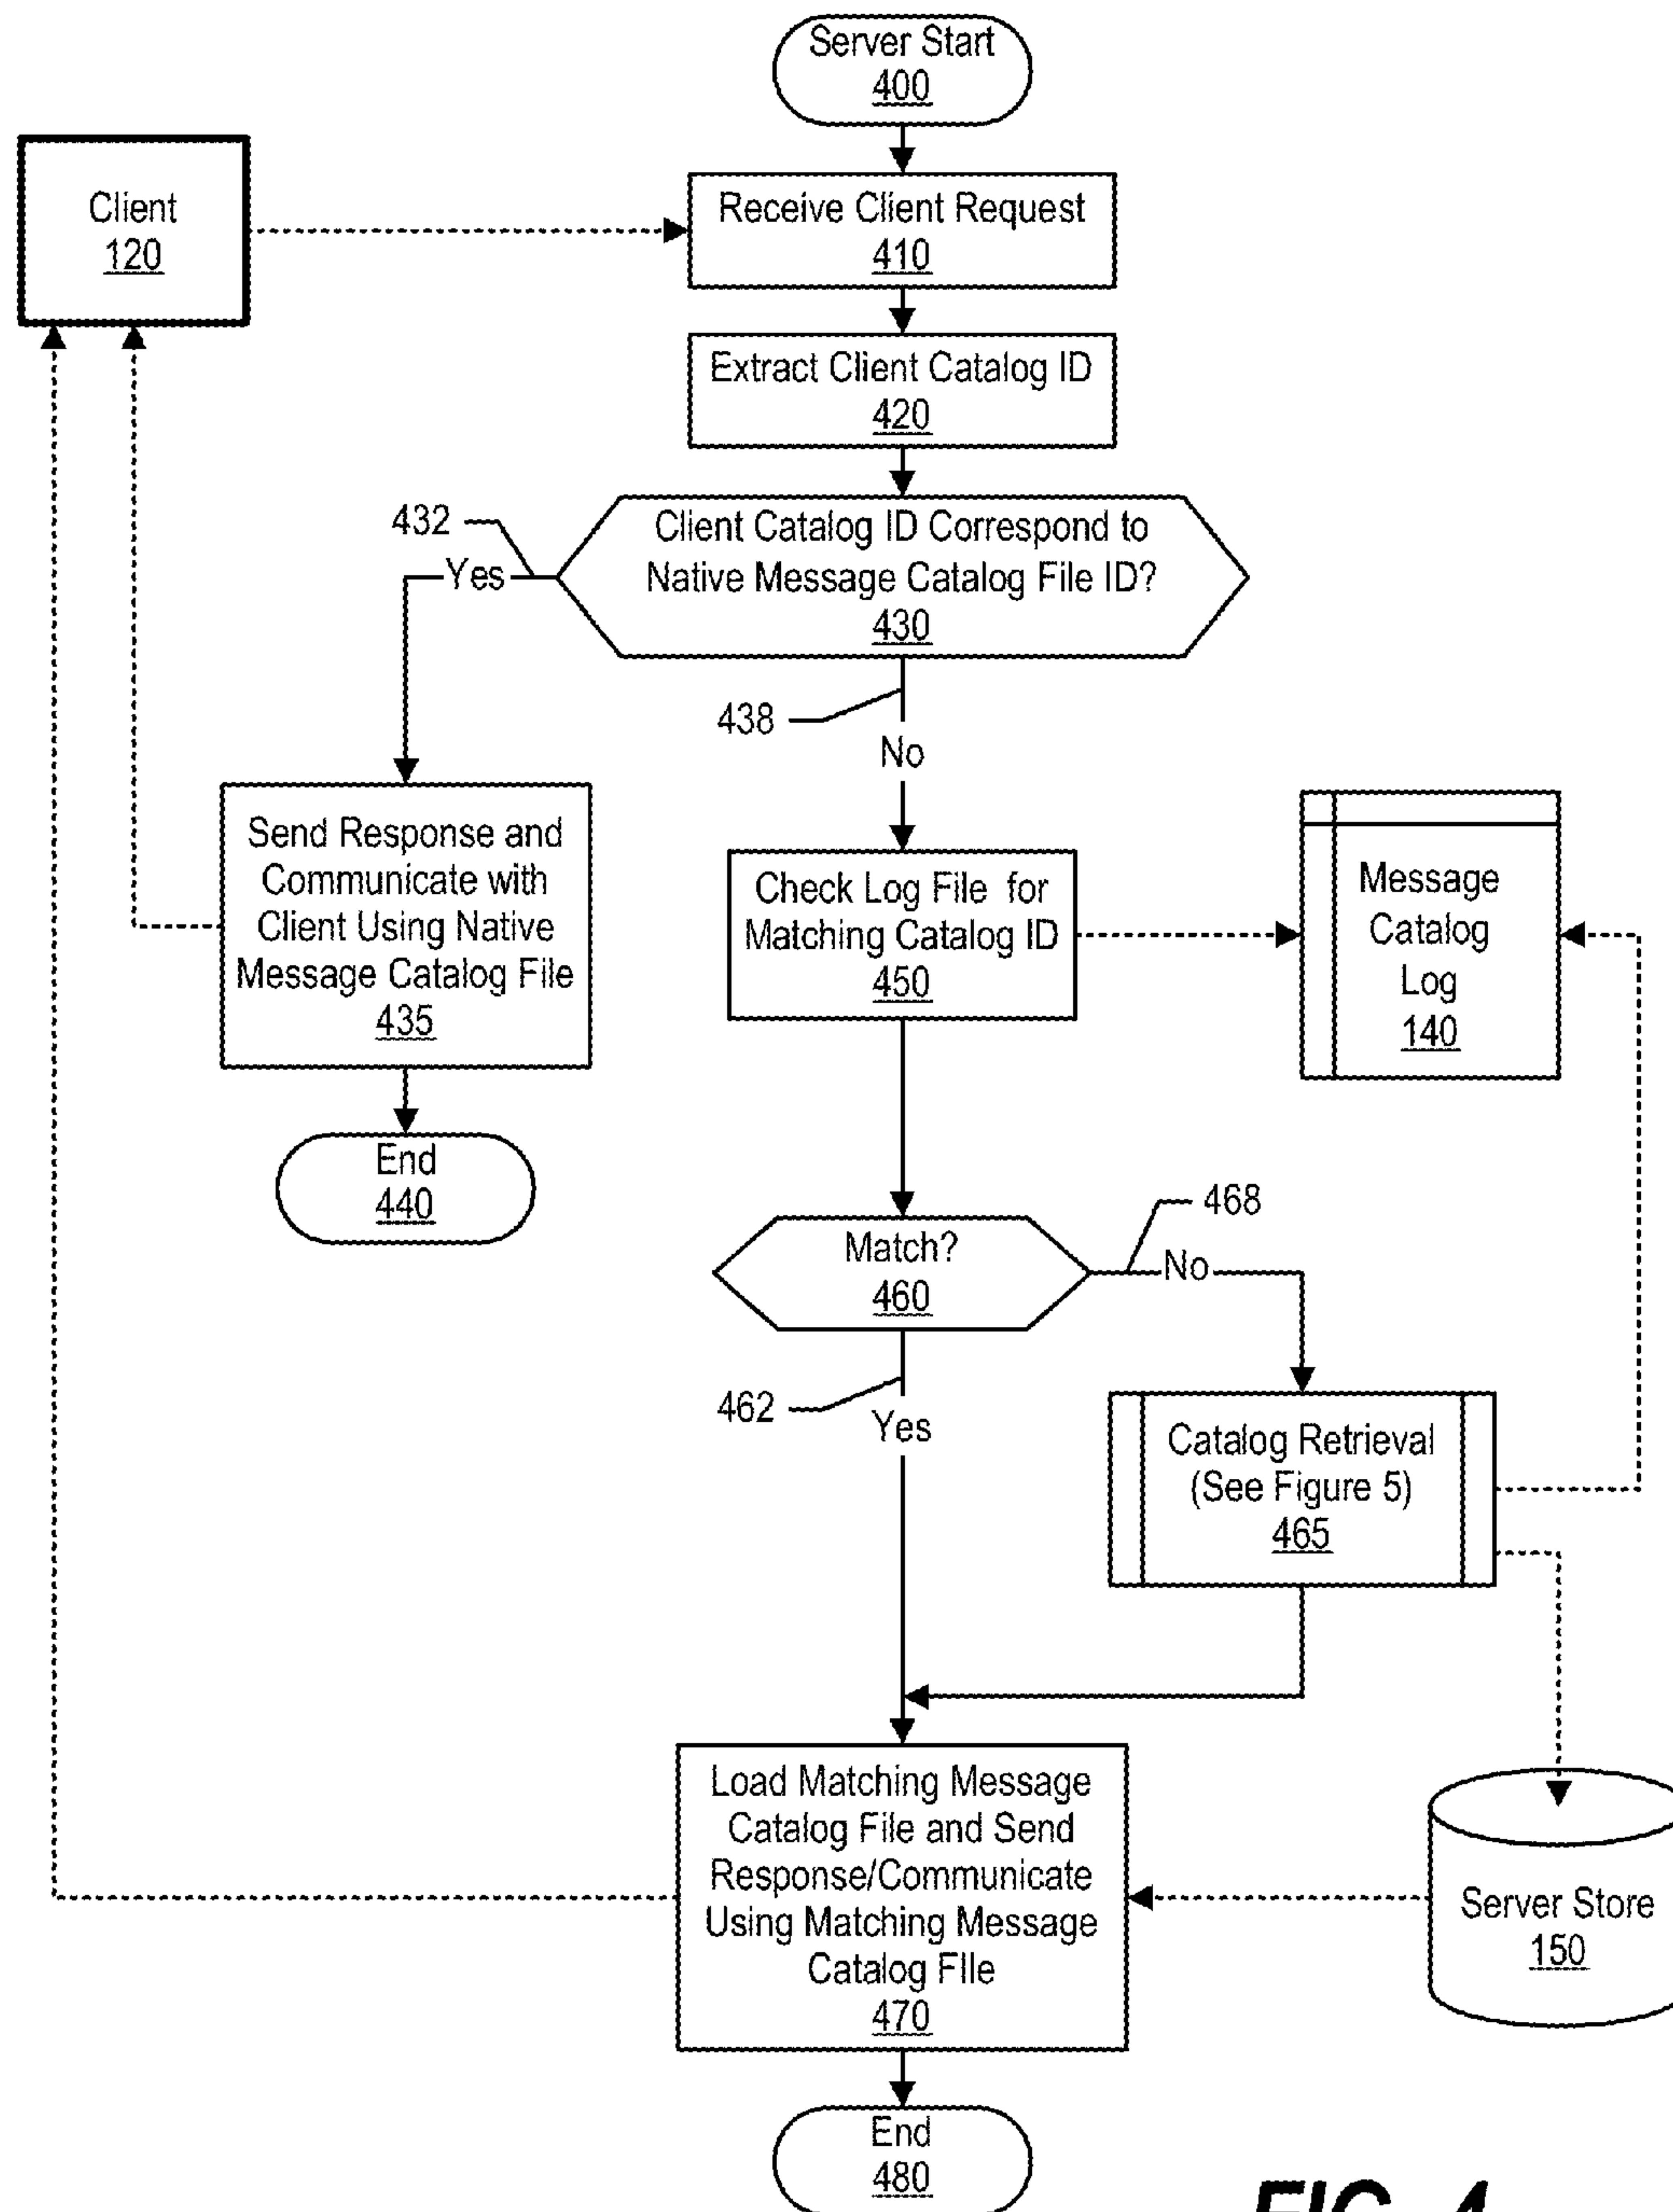 Server Start
400
Client
120
Receive Client Request
410
Extract Client Catalog ID
420
Client Catalog ID Correspond to
Native Message Catalog File ID?
430
432
Yes
438
No
Send Response and
Communicate with
Client Using Native
Message Catalog File
435
Check Log File for
Matching Catalog ID
450
Message
Catalog
Log
140
End
440
Match?
460
468
No
462
Yes
Catalog Retrieval
(See Figure 5)
465
Load Matching Message
Catalog File and Send
Response/Communicate
Using Matching Message
Catalog FIle
470
Server Store
150
End
480
FIG. 4